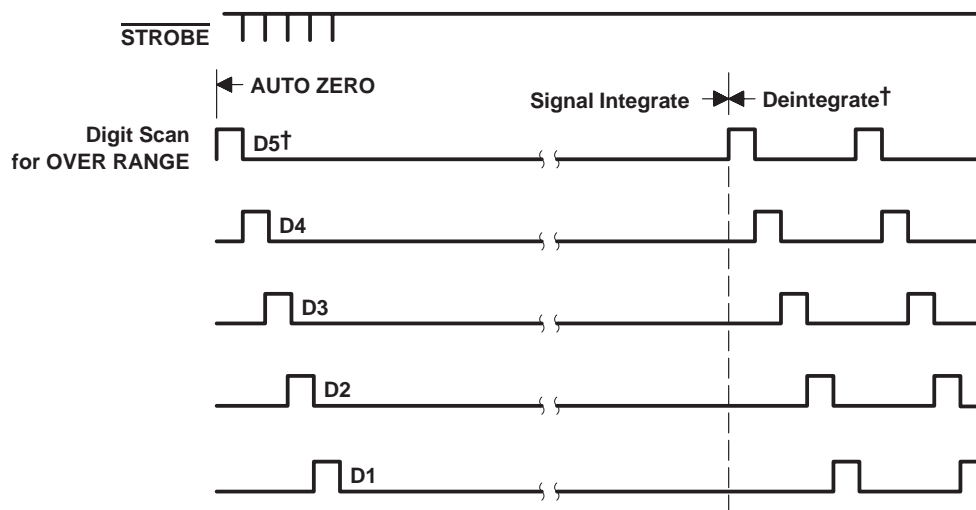 STROBE
AUTO ZERO
Signal Integrate
Deintegrate†
Digit Scan
for OVER RANGE
D5†
D4
D3
D2
D1